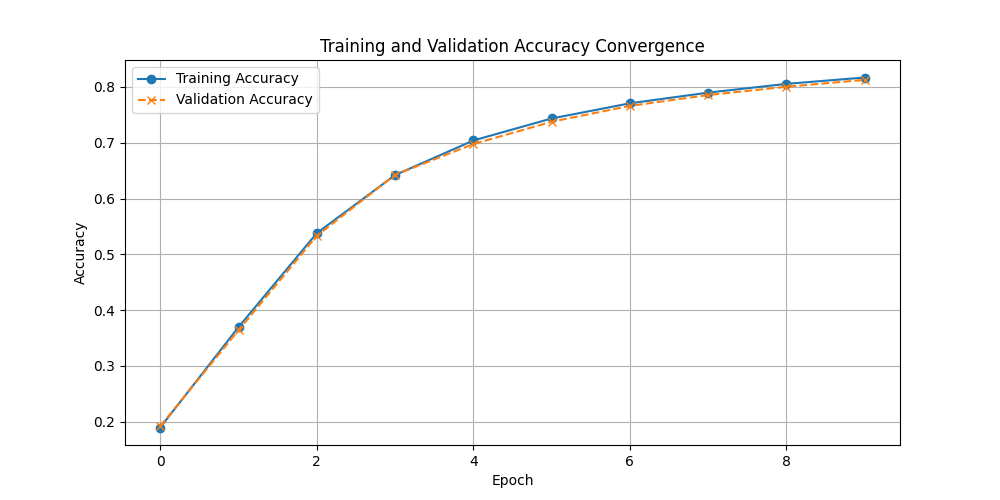 Training and Validation Accuracy Convergence
Training Accuracy
Validation Accuracy
Accuracy
0.8
0.7
0.6
0.5
0.4
0.3
0.2
0 2 4 6 8
Epoch